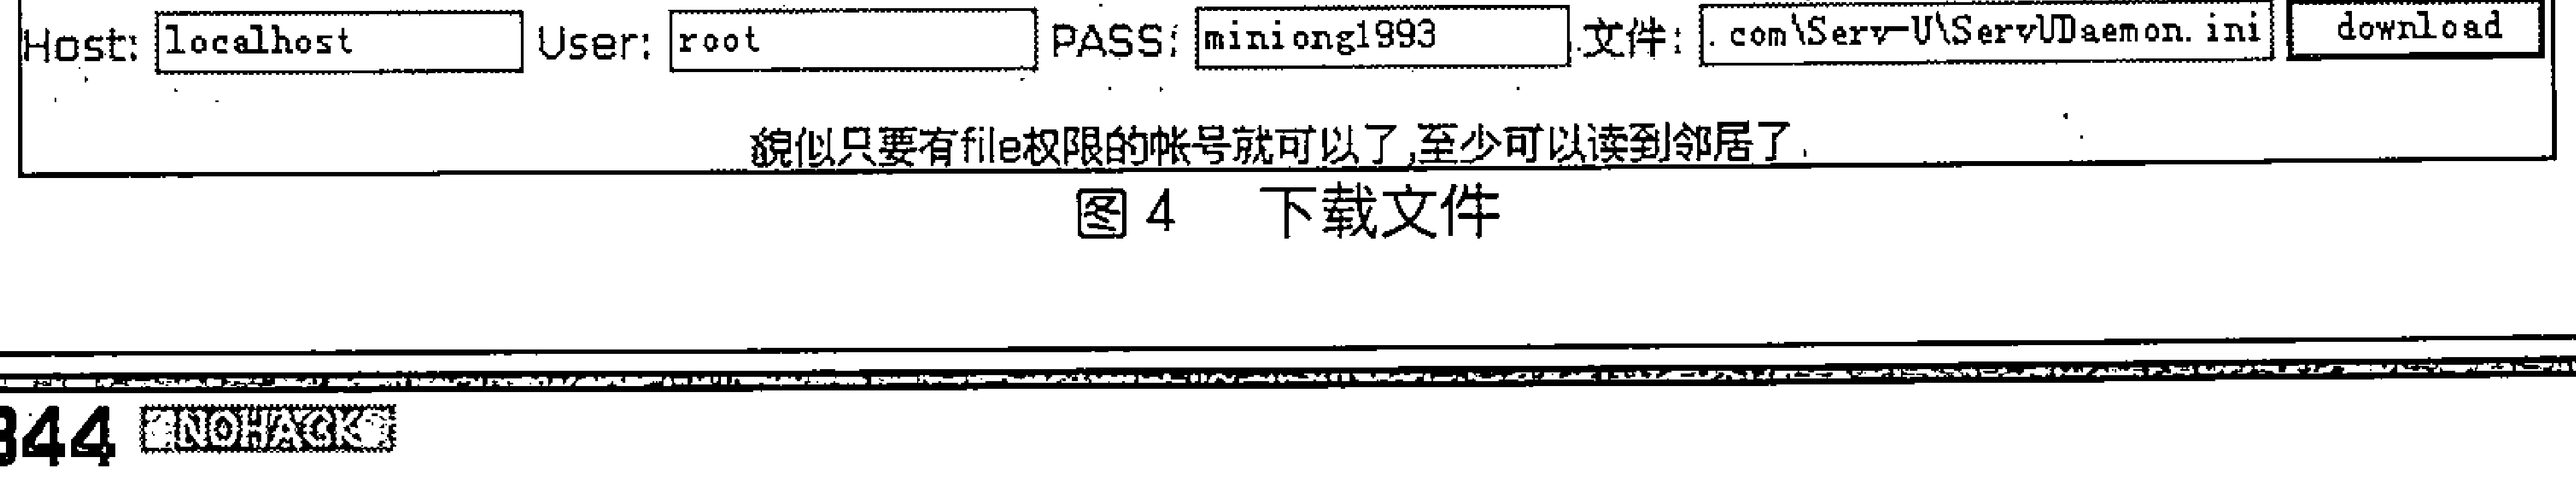 Host: localhost User: root PASS: miniong1993 文件: .com\Serv-U\ServUDaemon.ini download
貌似只要有file权限的帐号就可以了,至少可以读到邻居了.
图 4 下载文件
344 NOHACK